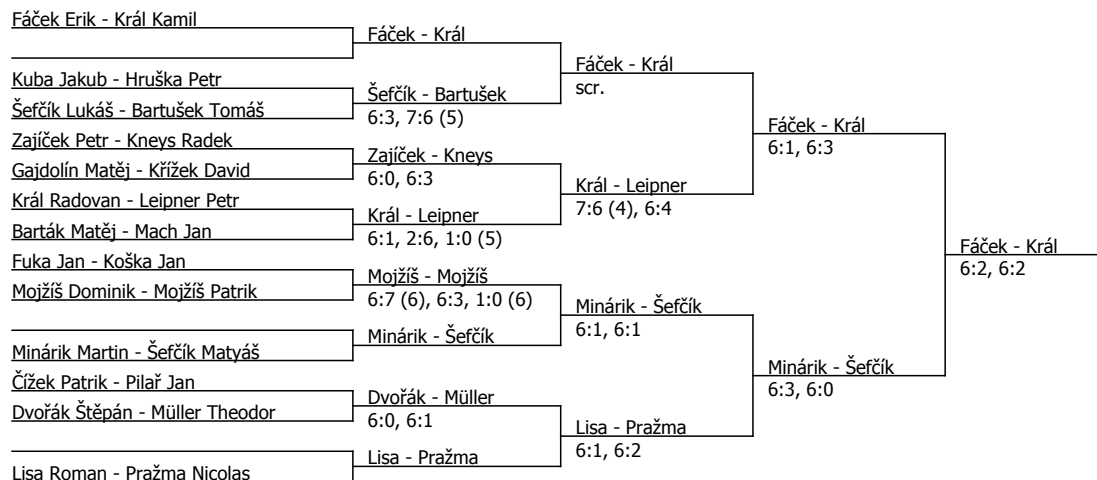 Fáček Erik - Král Kamil
Kuba Jakub - Hruška Petr
Šefčík Lukáš - Bartušek Tomáš
Zajíček Petr - Kneys Radek
Gajdolín Matěj - Křížek David
Král Radovan - Leipner Petr
Barták Matěj - Mach Jan
Fuka Jan - Koška Jan
Mojžíš Dominik - Mojžíš Patrik
Minárik Martin - Šefčík Matyáš
Čížek Patrik - Pilař Jan
Dvořák Štěpán - Müller Theodor
Lisa Roman - Pražma Nicolas
Fáček - Král
Šefčík - Bartušek
6:3, 7:6 (5)
Zajíček - Kneys
6:0, 6:3
Král - Leipner
6:1, 2:6, 1:0 (5)
Mojžíš - Mojžíš
6:7 (6), 6:3, 1:0 (6)
Minárik - Šefčík
Dvořák - Müller
6:0, 6:1
Lisa - Pražma
Fáček - Král
scr.
Král - Leipner
7:6 (4), 6:4
Minárik - Šefčík
6:1, 6:1
Lisa - Pražma
6:1, 6:2
Fáček - Král
6:1, 6:3
Minárik - Šefčík
6:3, 6:0
Fáček - Král
6:2, 6:2